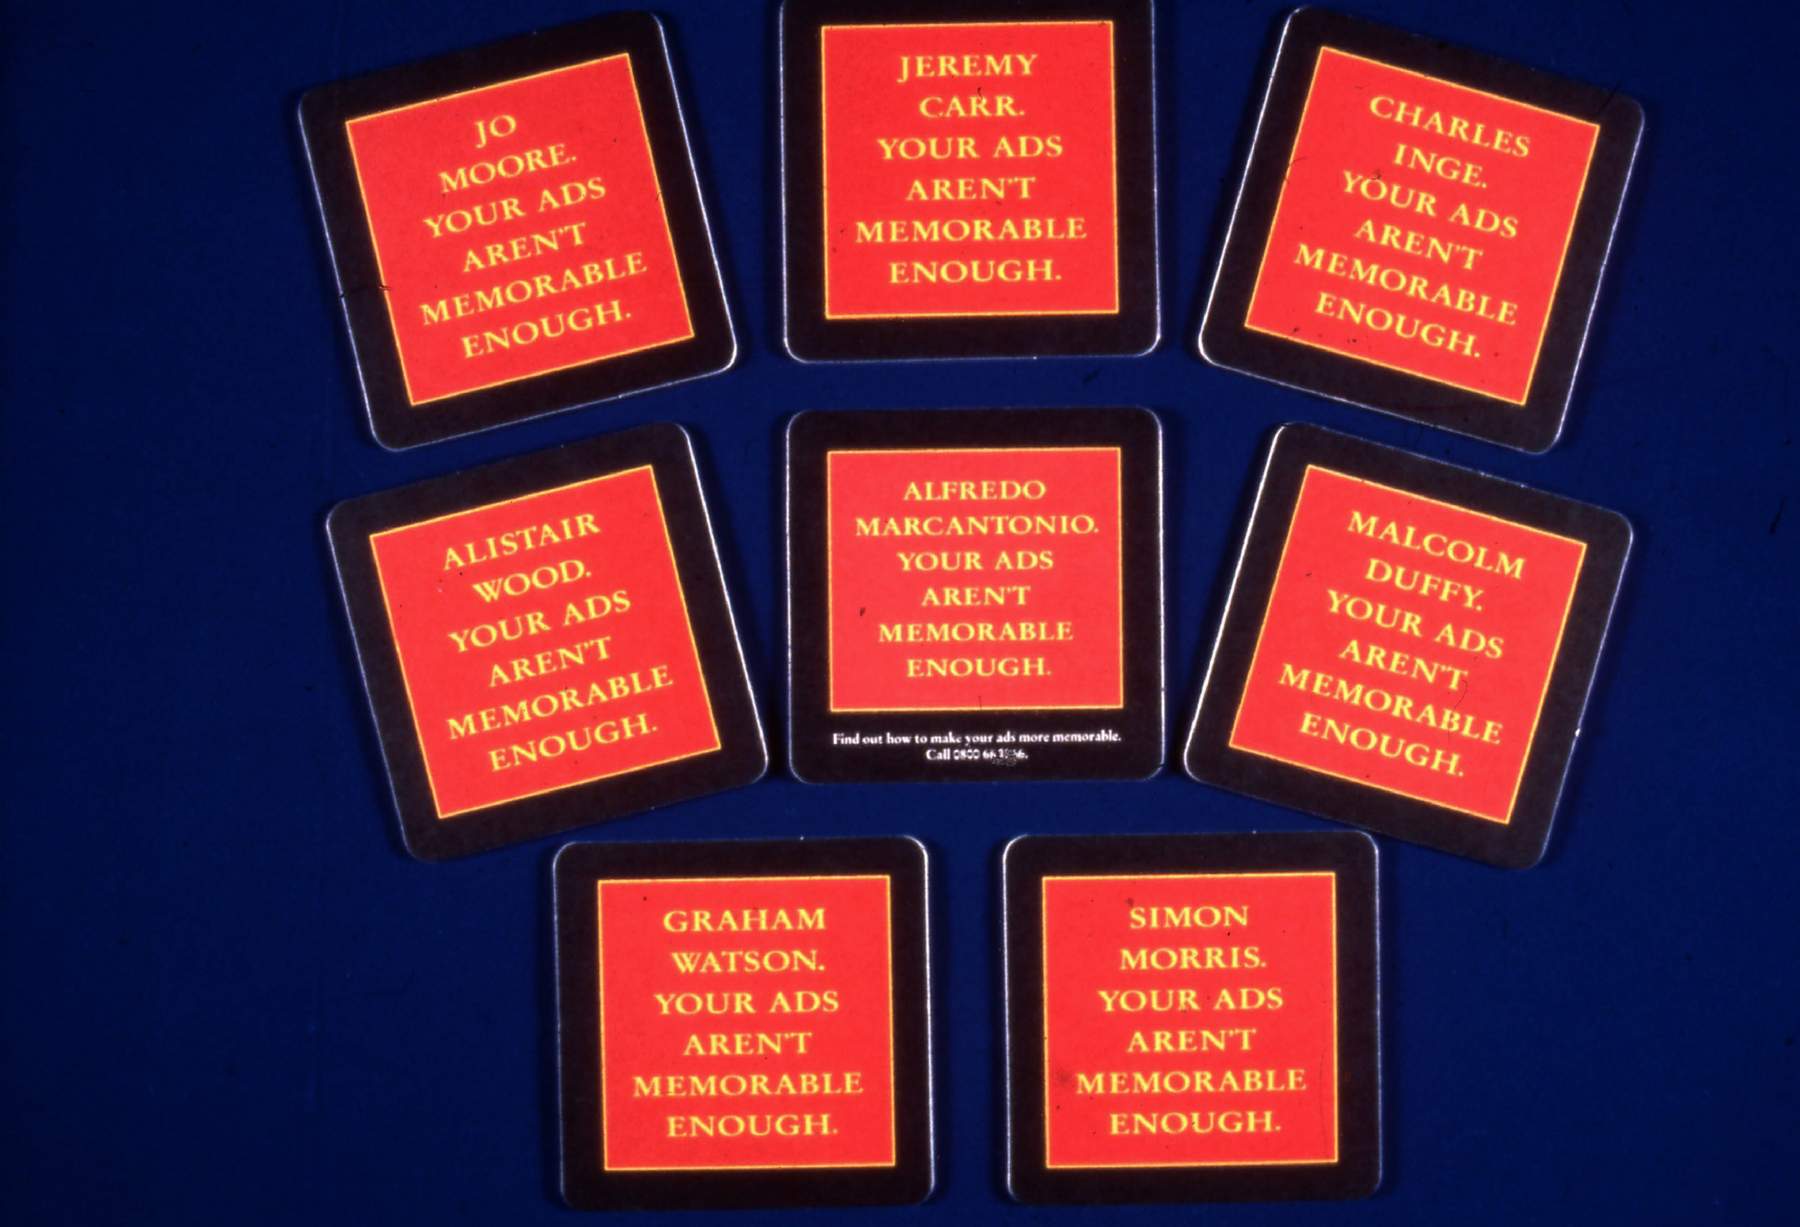 JO
MOORE.
YOUR ADS
AREN'T
MEMORABLE
ENOUGH.
JEREMY
CARR.
YOUR ADS
AREN'T
MEMORABLE
ENOUGH.
CHARLES
INGE.
YOUR ADS
AREN'T
MEMORABLE
ENOUGH.
ALISTAIR
WOOD.
YOUR ADS
AREN'T
MEMORABLE
ENOUGH.
ALFREDO
MARCANTONIO.
YOUR ADS
AREN'T
MEMORABLE
ENOUGH.
Find out how to make your ads more memorable.
Call 0800 66
MALCOLM
DUFFY.
YOUR ADS
AREN'T
MEMORABLE
ENOUGH.
GRAHAM
WATSON.
YOUR ADS
AREN'T
MEMORABLE
ENOUGH.
SIMON
MORRIS.
YOUR ADS
AREN'T
MEMORABLE
ENOUGH.